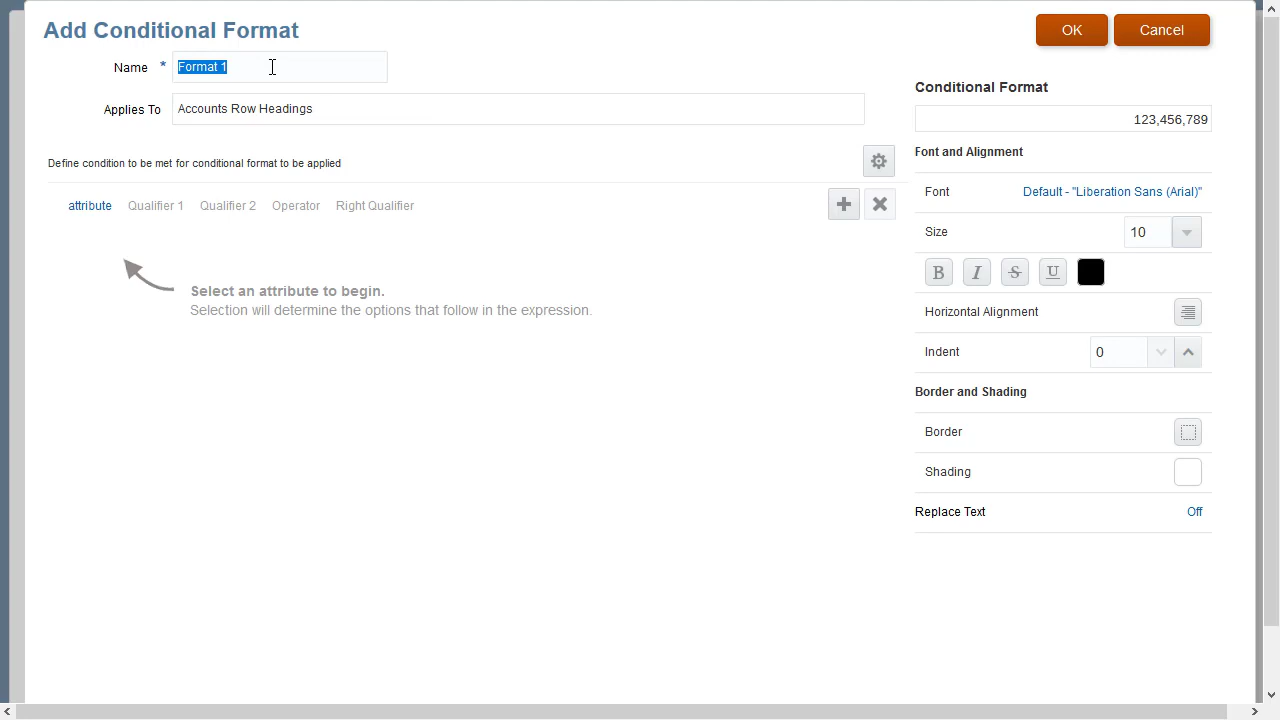 Add Conditional Format
OK
Cancel
Name * Format 1
Applies To Accounts Row Headings
Define condition to be met for conditional format to be applied
attribute Qualifier 1 Qualifier 2 Operator Right Qualifier
Select an attribute to begin.
Selection will determine the options that follow in the expression.
Conditional Format
123,456,789
Font and Alignment
Font Default - "Liberation Sans (Arial)"
Size 10
B I S U
Horizontal Alignment
Indent 0
Border and Shading
Border
Shading
Replace Text Off